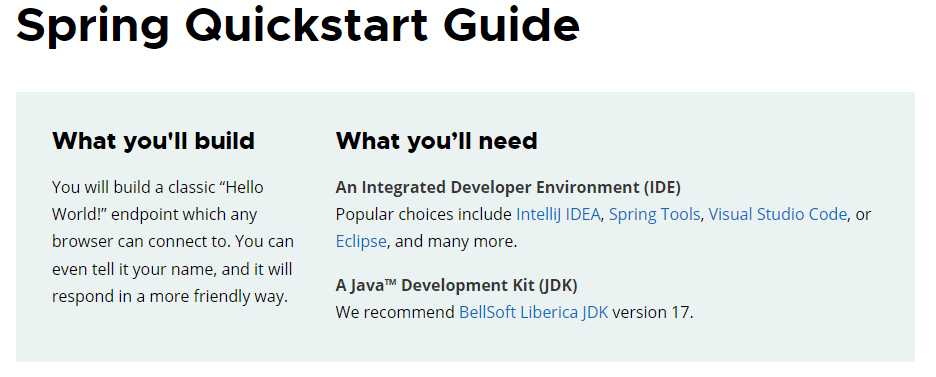 Spring Quickstart Guide
What you'll build
You will build a classic “Hello
World!” endpoint which any
browser can connect to. You can
even tell it your name, and it will
respond in a more friendly way.
What you’ll need
An Integrated Developer Environment (IDE)
Popular choices include IntelliJ IDEA, Spring Tools, Visual Studio Code, or
Eclipse, and many more.
A Java™ Development Kit (JDK)
We recommend BellSoft Liberica JDK version 17.